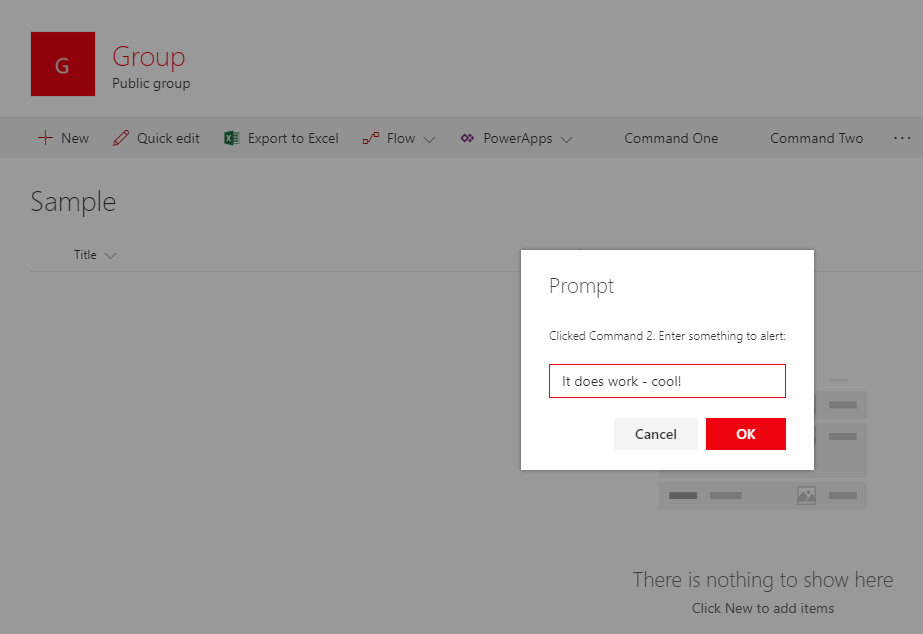 G
Group
Public group
New
Quick edit
Export to Excel
Flow
PowerApps
Command One
Command Two
...
Sample
Title
Prompt
Clicked Command 2. Enter something to alert:
It does work - cool!
Cancel
OK
There is nothing to show here
Click New to add items